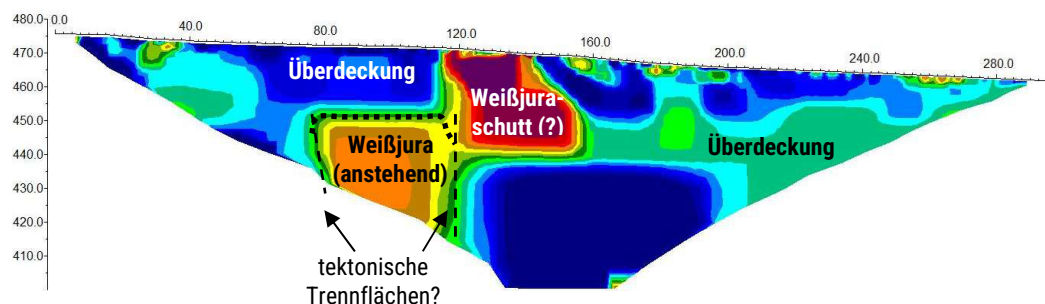 0.0 40.0 80.0 120.0 160.0 200.0 240.0 280.0
480.0
470.0
460.0
450.0
440.0
430.0
420.0
410.0
Überdeckung
Weißjura-
schutt (?)
Weißjura
(anstehend)
Überdeckung
tektonische
Trennflächen?